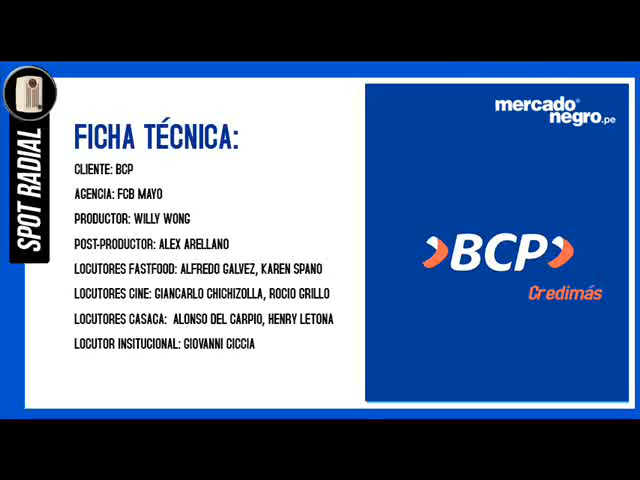 mercado
negro.pe
SPOT RADIAL
FICHA TÉCNICA:
CLIENTE: BCP
AGENCIA: FCB MAYO
PRODUCTOR: WILLY WONG
POST-PRODUCTOR: ALEX ARELLANO
LOCUTORES FASTFOOD: ALFREDO GALVEZ, KAREN SPANO
LOCUTORES CINE: GIANCARLO CHICHIZOLLA, ROCIO GRILLO
LOCUTORES CASACA: ALONSO DEL CARPIO, HENRY LETONA
LOCUTOR INSITUCIONAL: GIOVANNI CICCIA
BCP
Credimás